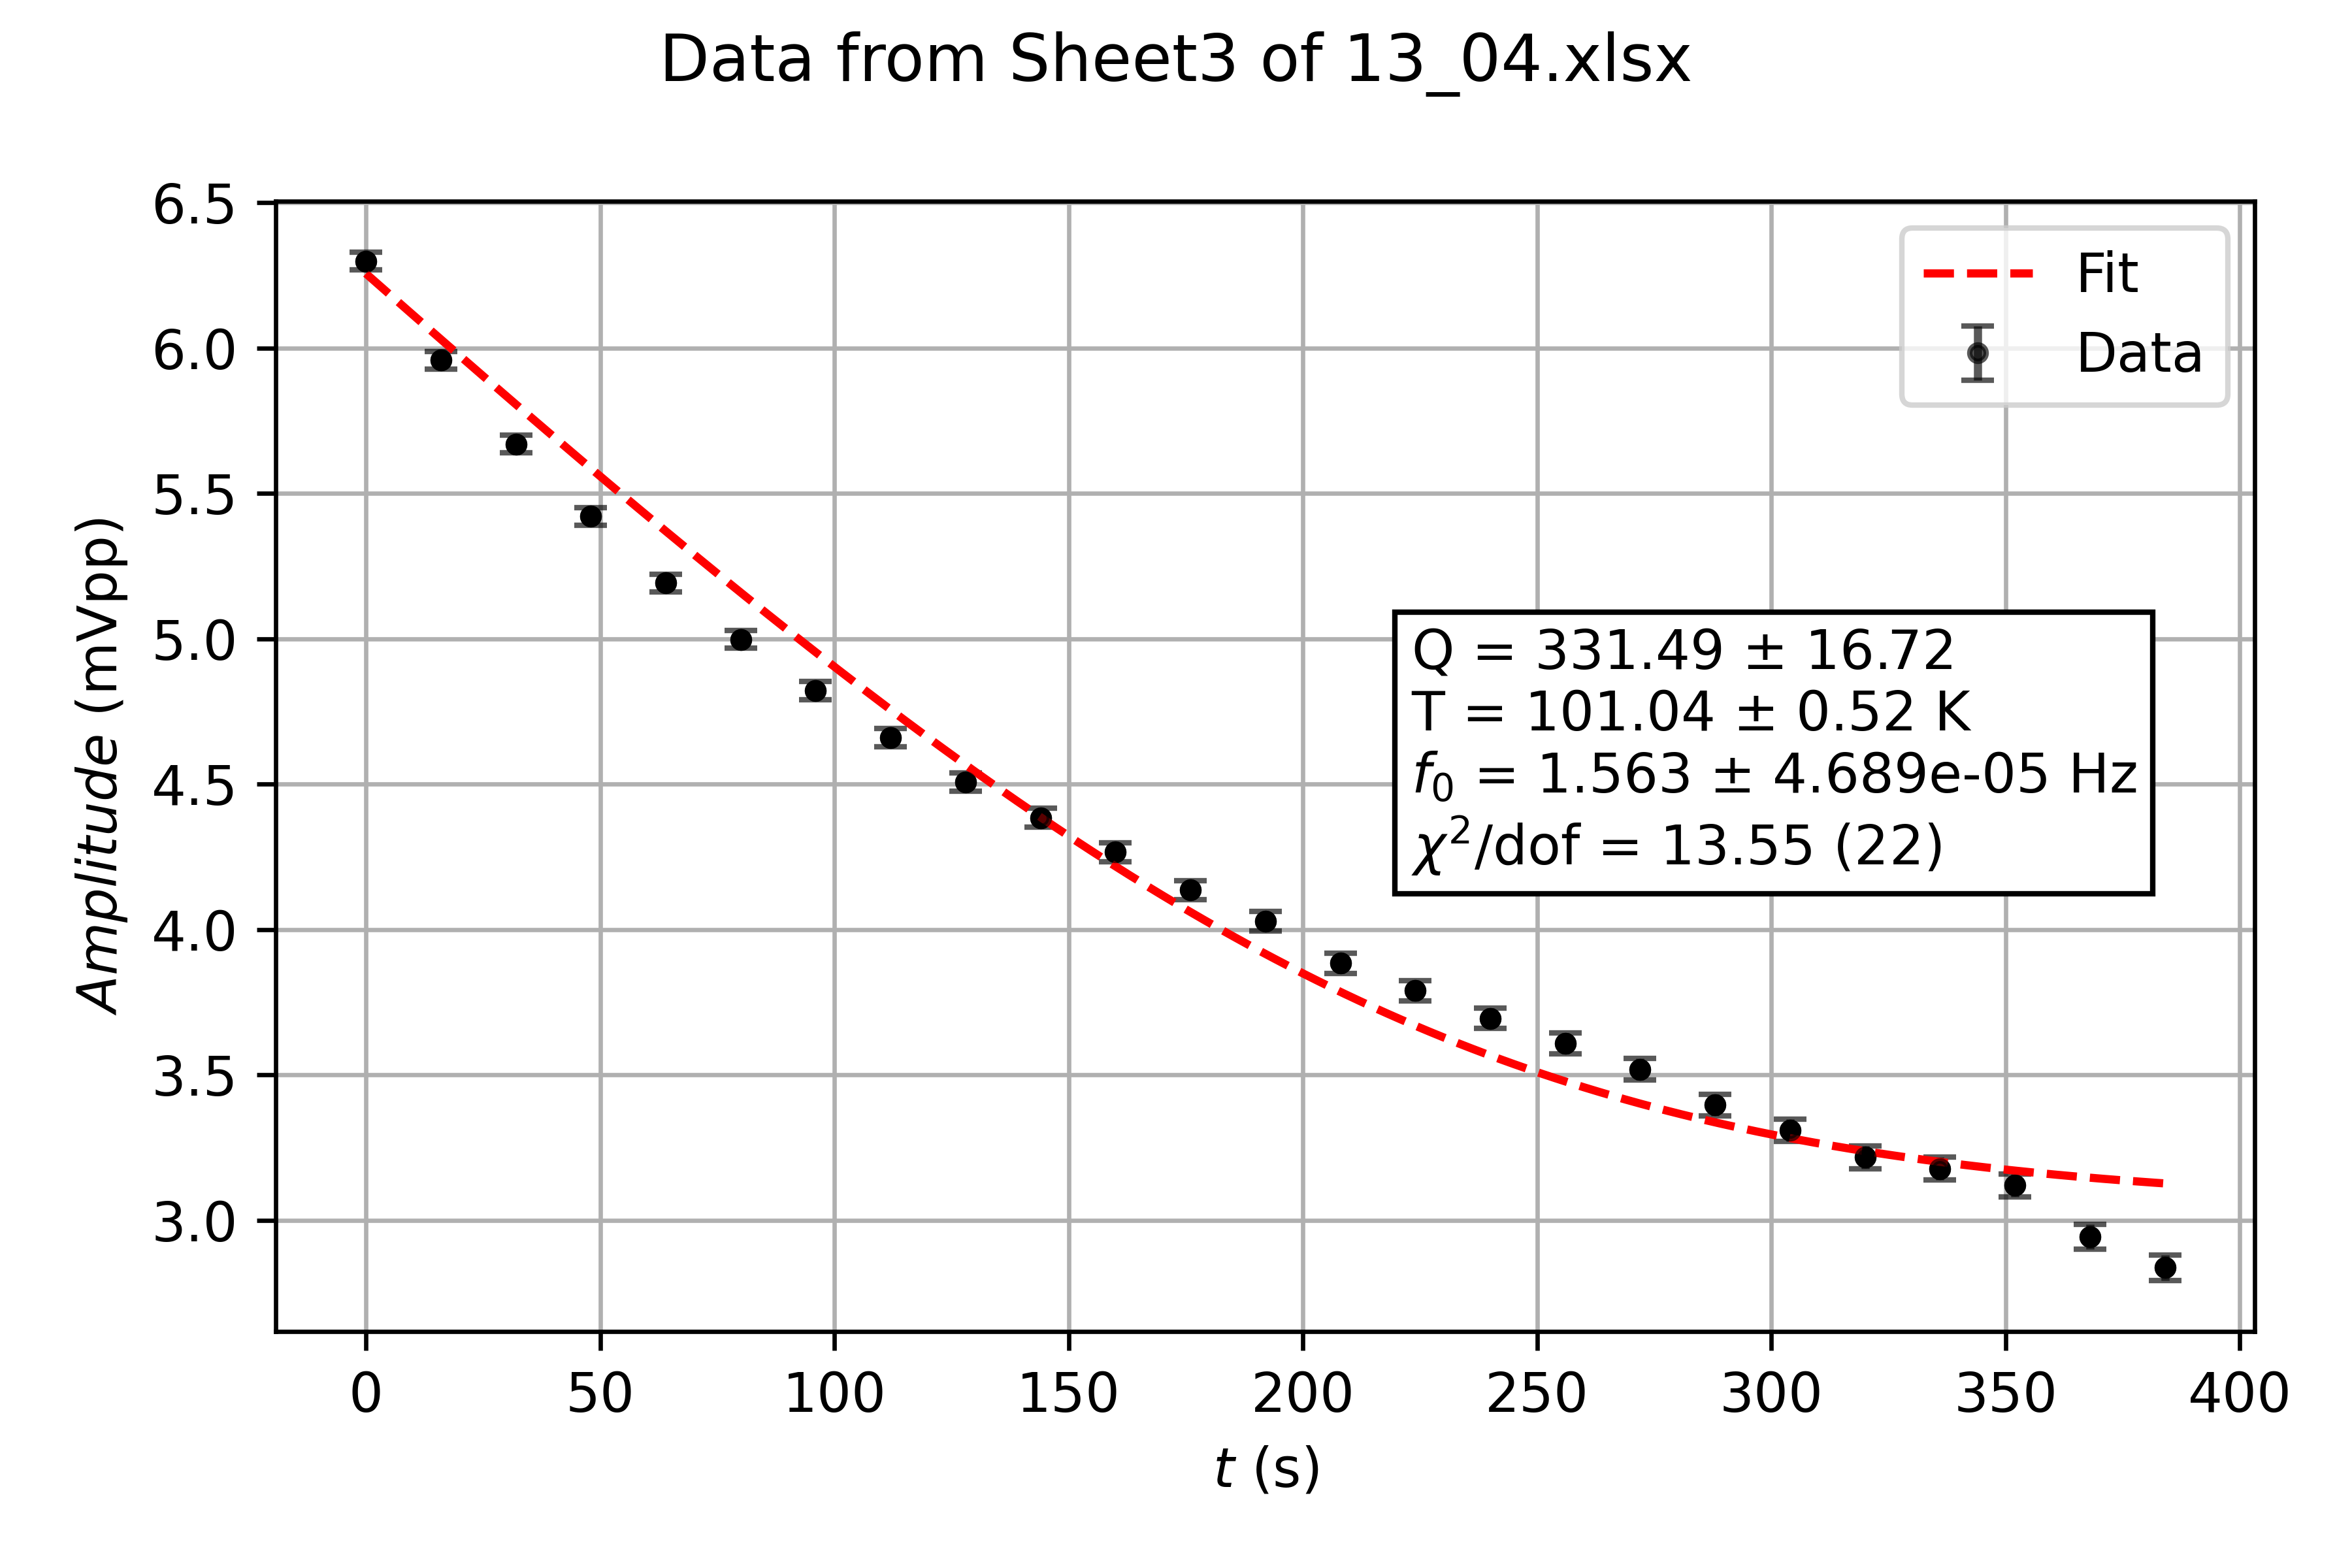 Data from Sheet3 of 13_04.xlsx
6.5
6.0
5.5
5.0
4.5
4.0
3.5
3.0
Amplitude (mVpp)
Fit
Data
Q = 331.49 ± 16.72
T = 101.04 ± 0.52 K
f₀ = 1.563 ± 4.689e-05 Hz
χ²/dof = 13.55 (22)
0 50 100 150 200 250 300 350 400
t (s)